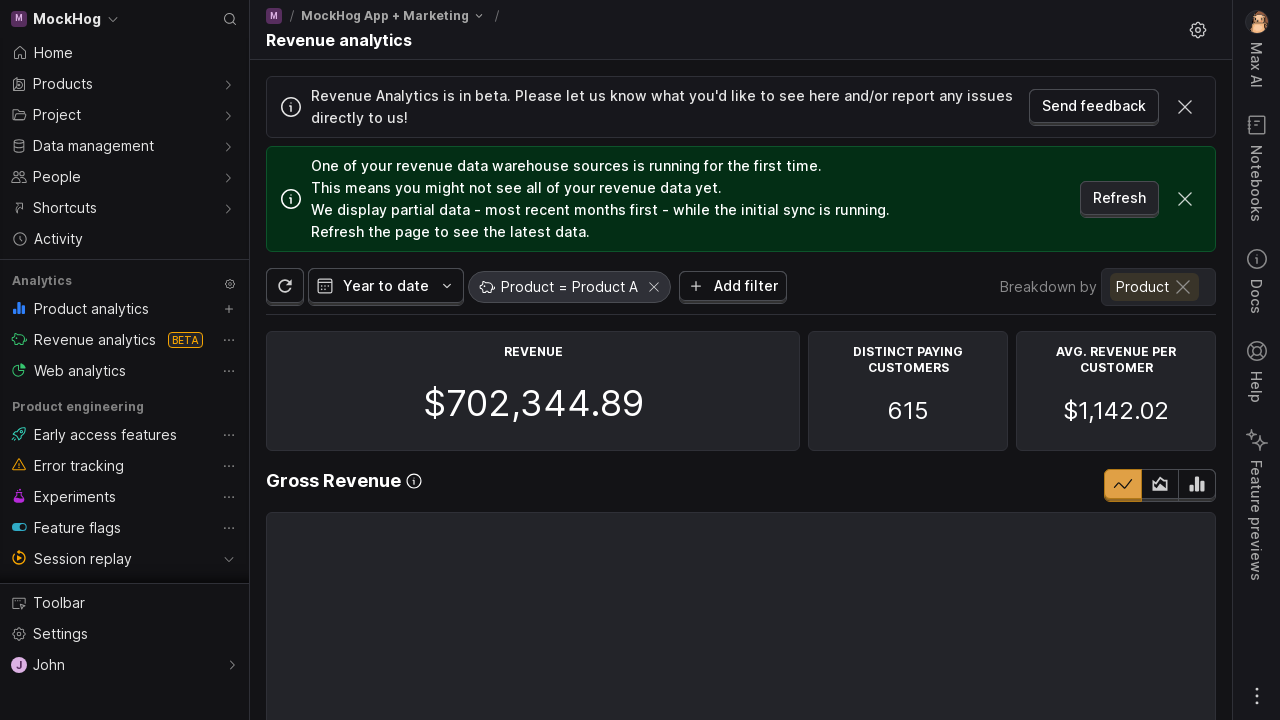 M MockHog
Home
Products
Project
Data management
People
Shortcuts
Activity
Analytics
Product analytics
Revenue analytics BETA
Web analytics
Product engineering
Early access features
Error tracking
Experiments
Feature flags
Session replay
Toolbar
Settings
J John
M / MockHog App + Marketing /
Revenue analytics
Revenue Analytics is in beta. Please let us know what you'd like to see here and/or report any issues
directly to us!
Send feedback
One of your revenue data warehouse sources is running for the first time.
This means you might not see all of your revenue data yet.
We display partial data - most recent months first - while the initial sync is running.
Refresh the page to see the latest data.
Refresh
Year to date
Product = Product A
Add filter
Breakdown by Product
REVENUE
$702,344.89
DISTINCT PAYING
CUSTOMERS
615
AVG. REVENUE PER
CUSTOMER
$1,142.02
Gross Revenue
Max AI
Notebooks
Docs
Help
Feature previews